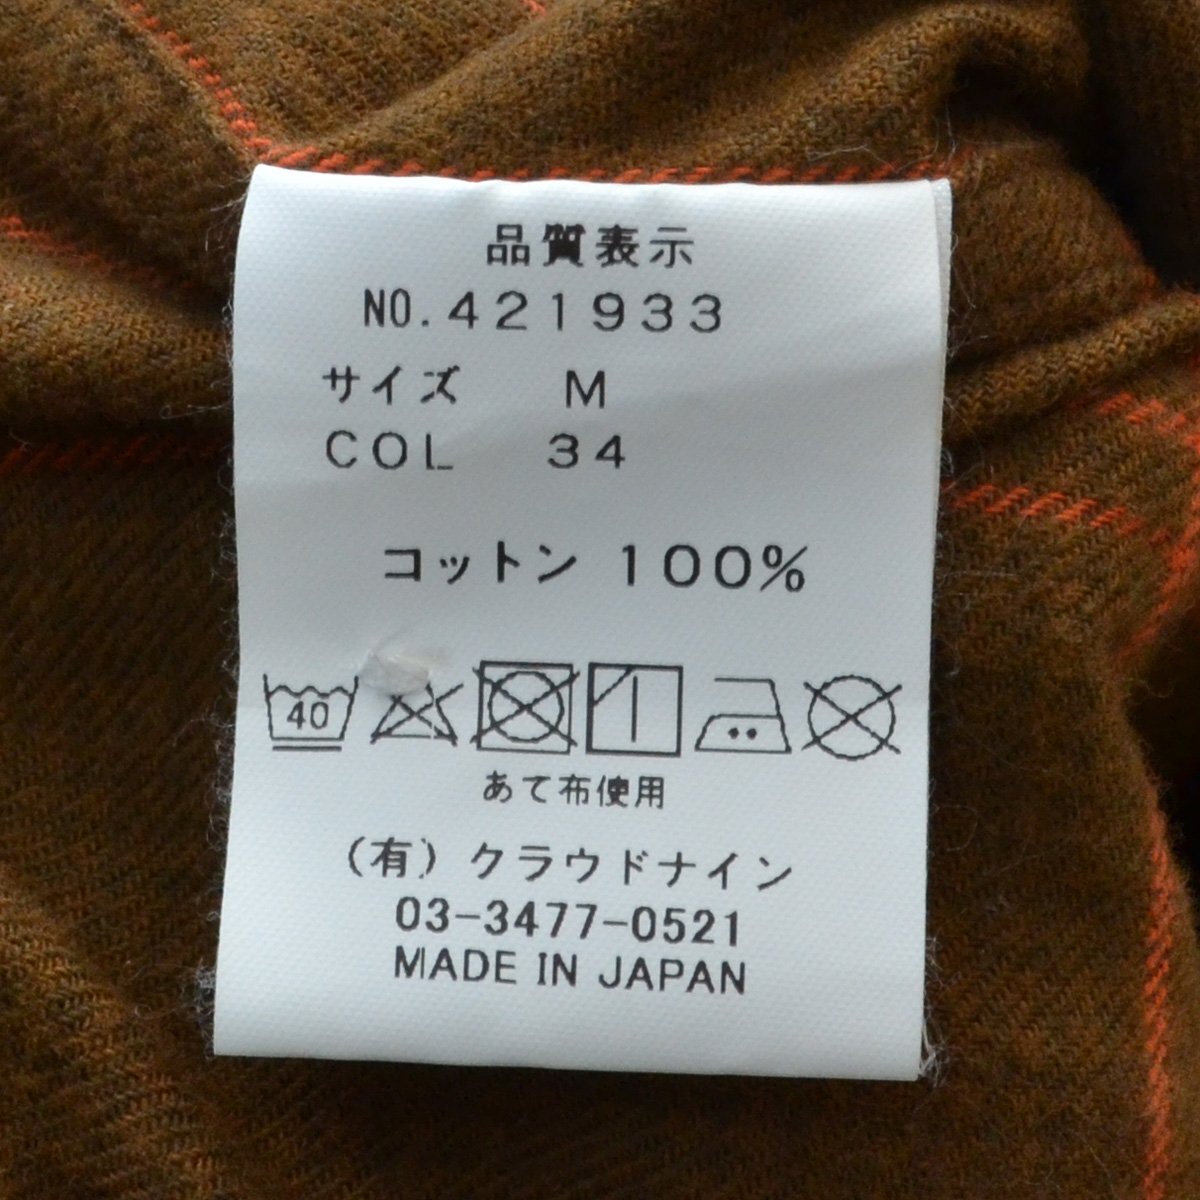 品質表示
NO.421933
サイズ M
COL 34
コットン 100%
40
あて布使用
(有)クラウドナイン
03-3477-0521
MADE IN JAPAN